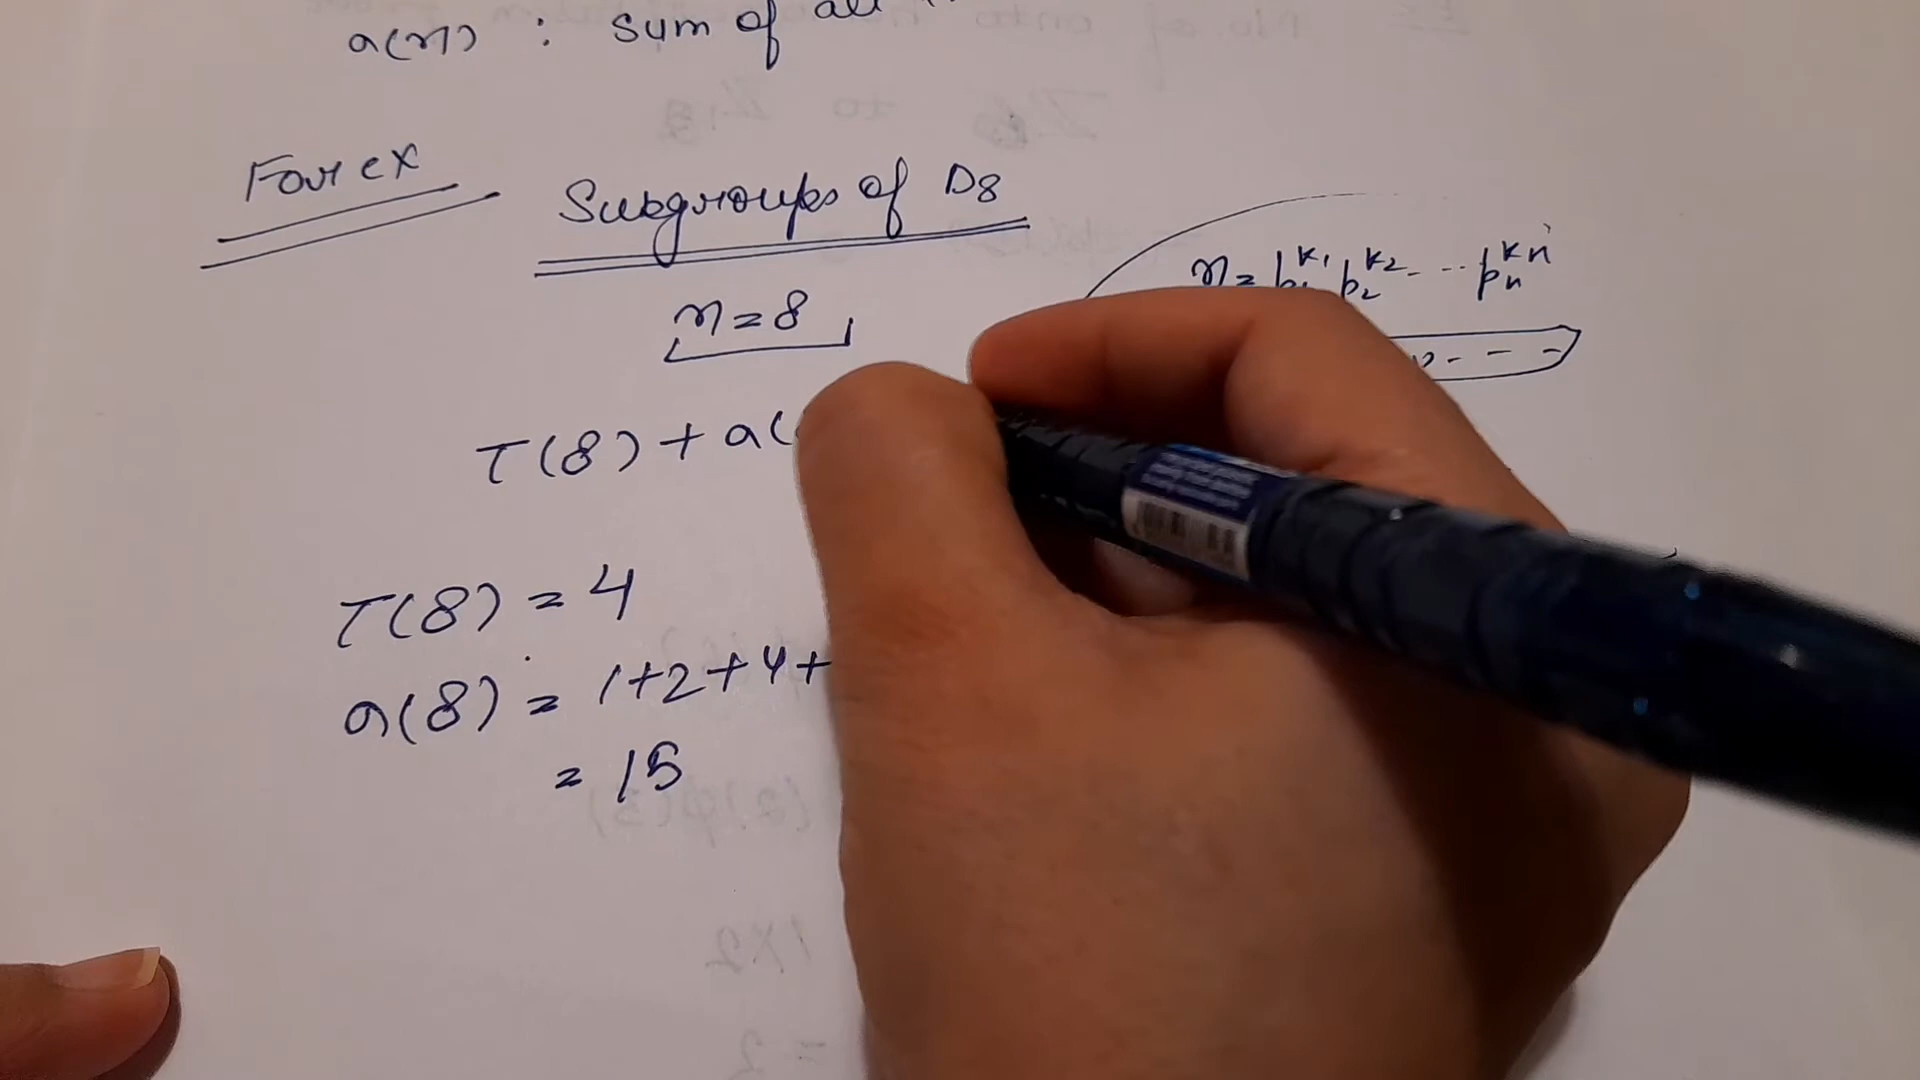 a(n) : Sum of all
For ex
Subgroups of D8
n = 8
n = p1^k1 p2^k2 - - - pn^kn
τ(8) + a(
τ(8) = 4
a(8) = 1+2+4+
= 15